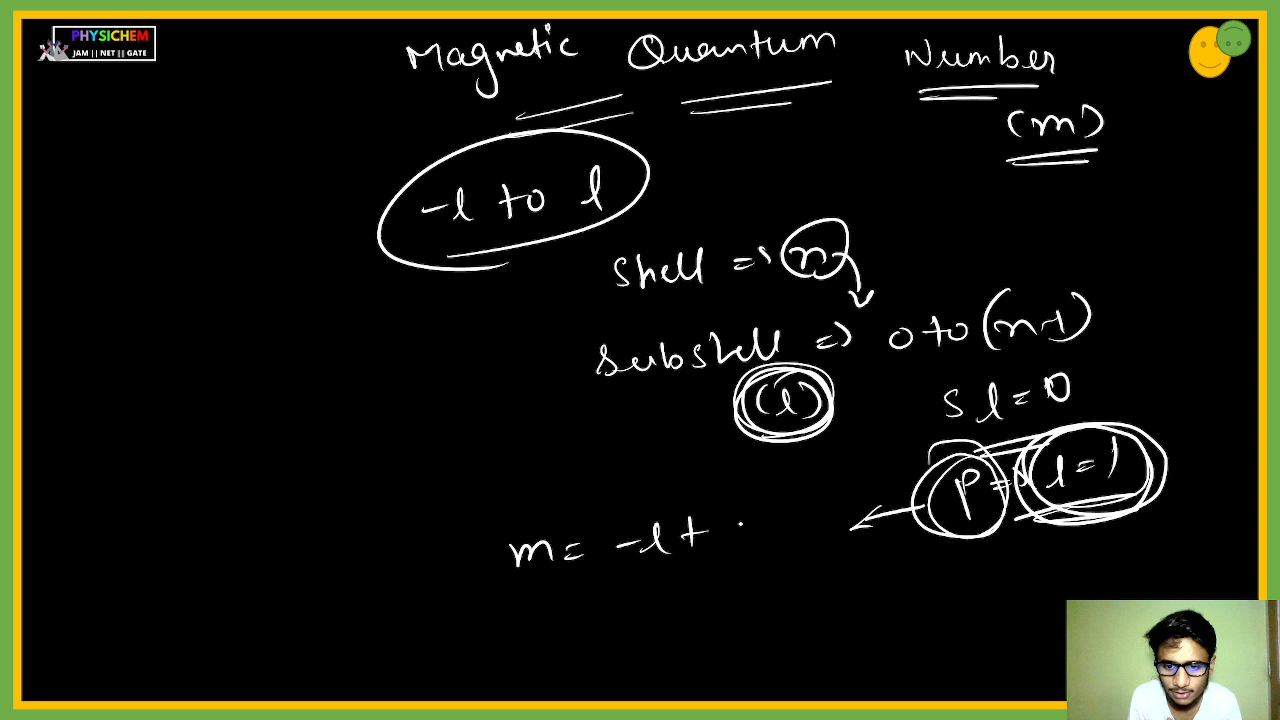 PHYSICHEM
JAM || NET || GATE
Magnetic Quantum Number
(m)
-l to l
Shell => n
Subshell => 0 to (n-1)
(l)
s l = 0
p => l = 1
m = -l t